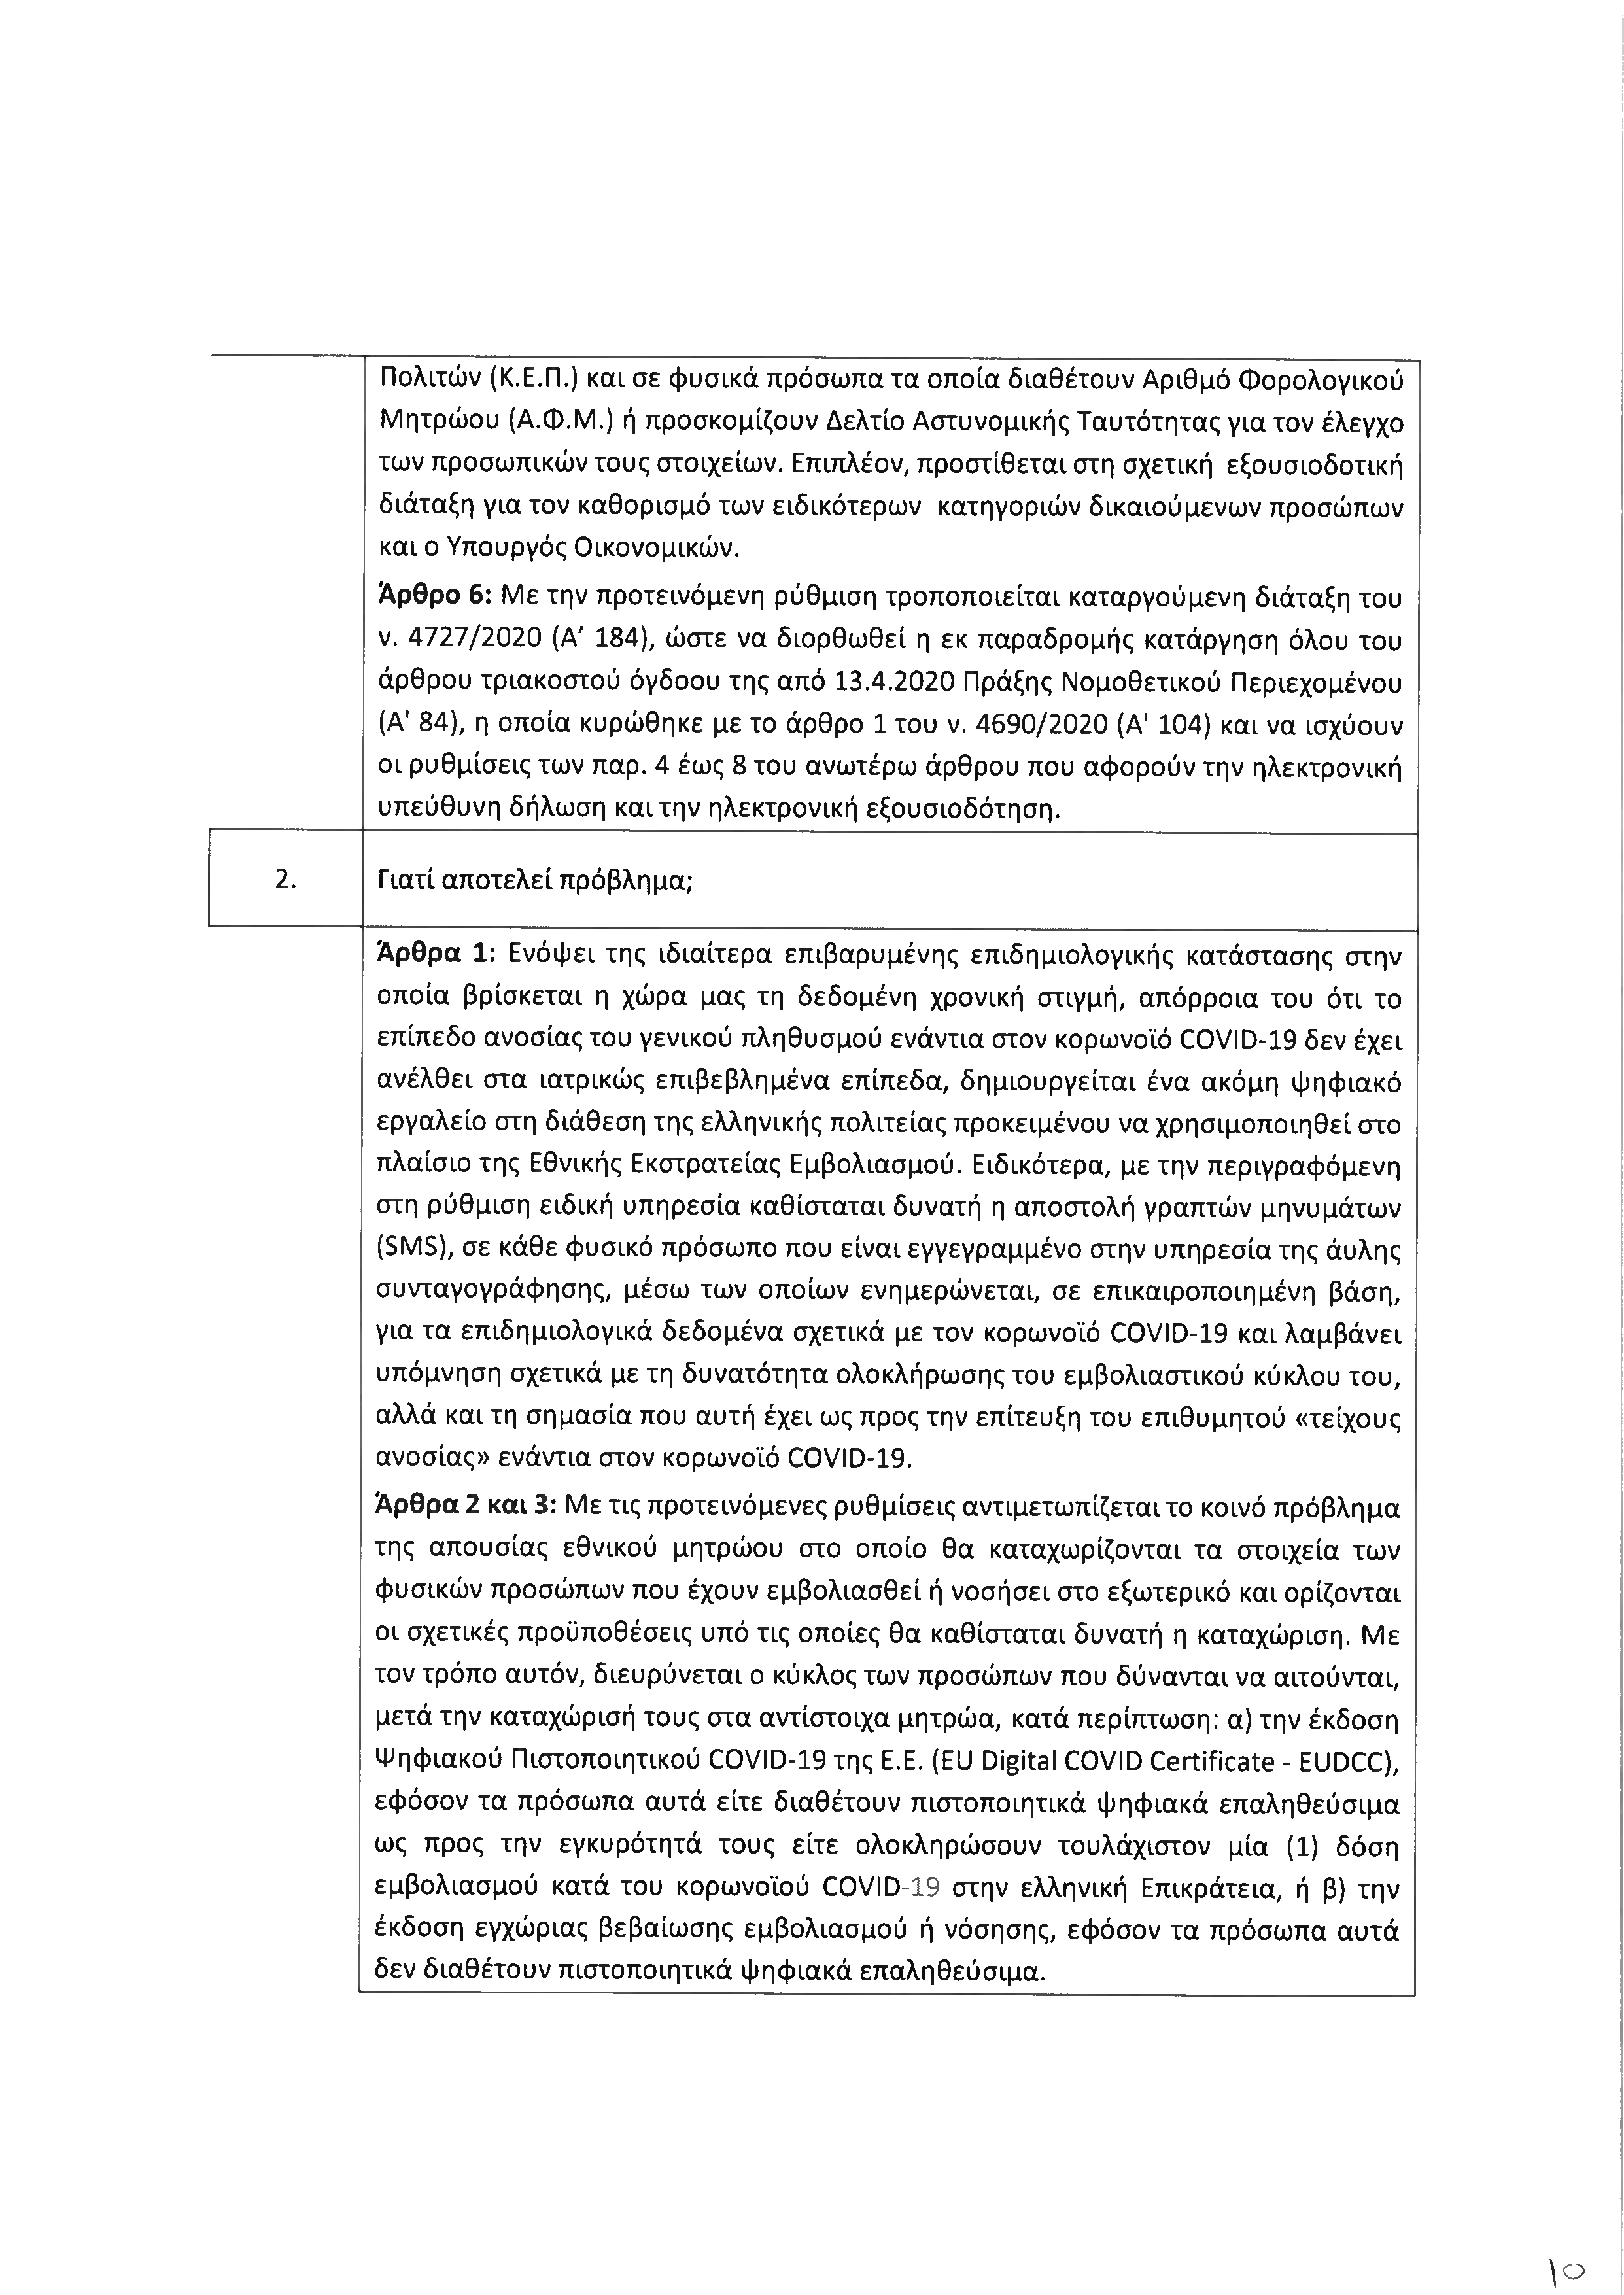 Πολιτών (Κ.Ε.Π.) και σε φυσικά πρόσωπα τα οποία διαθέτουν Αριθμό Φορολογικού
Μητρώου (Α.Φ.Μ.) ή προσκομίζουν Δελτίο Αστυνομικής Ταυτότητας για τον έλεγχο
των προσωπικών τους στοιχείων. Επιπλέον, προστίθεται στη σχετική εξουσιοδοτική
διάταξη για τον καθορισμό των ειδικότερων κατηγοριών δικαιούμενων προσώπων
και ο Υπουργός Οικονομικών.
Άρθρο 6: Με την προτεινόμενη ρύθμιση τροποποιείται καταργούμενη διάταξη του
ν. 4727/2020 (Α’ 184), ώστε να διορθωθεί η εκ παραδρομής κατάργηση όλου του
άρθρου τριακοστού όγδοου της από 13.4.2020 Πράξης Νομοθετικού Περιεχομένου
(Α' 84), η οποία κυρώθηκε με το άρθρο 1 του ν. 4690/2020 (Α' 104) και να ισχύουν
οι ρυθμίσεις των παρ. 4 έως 8 του ανωτέρω άρθρου που αφορούν την ηλεκτρονική
υπεύθυνη δήλωση και την ηλεκτρονική εξουσιοδότηση.
2. Γιατί αποτελεί πρόβλημα;
Άρθρα 1: Ενόψει της ιδιαίτερα επιβαρυμένης επιδημιολογικής κατάστασης στην
οποία βρίσκεται η χώρα μας τη δεδομένη χρονική στιγμή, απόρροια του ότι το
επίπεδο ανοσίας του γενικού πληθυσμού ενάντια στον κορωνοϊό COVID-19 δεν έχει
ανέλθει στα ιατρικώς επιβεβλημένα επίπεδα, δημιουργείται ένα ακόμη ψηφιακό
εργαλείο στη διάθεση της ελληνικής πολιτείας προκειμένου να χρησιμοποιηθεί στο
πλαίσιο της Εθνικής Εκστρατείας Εμβολιασμού. Ειδικότερα, με την περιγραφόμενη
στη ρύθμιση ειδική υπηρεσία καθίσταται δυνατή η αποστολή γραπτών μηνυμάτων
(SMS), σε κάθε φυσικό πρόσωπο που είναι εγγεγραμμένο στην υπηρεσία της άυλης
συνταγογράφησης, μέσω των οποίων ενημερώνεται, σε επικαιροποιημένη βάση,
για τα επιδημιολογικά δεδομένα σχετικά με τον κορωνοϊό COVID-19 και λαμβάνει
υπόμνηση σχετικά με τη δυνατότητα ολοκλήρωσης του εμβολιαστικού κύκλου του,
αλλά και τη σημασία που αυτή έχει ως προς την επίτευξη του επιθυμητού «τείχους
ανοσίας» ενάντια στον κορωνοϊό COVID-19.
Άρθρα 2 και 3: Με τις προτεινόμενες ρυθμίσεις αντιμετωπίζεται το κοινό πρόβλημα
της απουσίας εθνικού μητρώου στο οποίο θα καταχωρίζονται τα στοιχεία των
φυσικών προσώπων που έχουν εμβολιασθεί ή νοσήσει στο εξωτερικό και ορίζονται
οι σχετικές προϋποθέσεις υπό τις οποίες θα καθίσταται δυνατή η καταχώριση. Με
τον τρόπο αυτόν, διευρύνεται ο κύκλος των προσώπων που δύνανται να αιτούνται,
μετά την καταχώρισή τους στα αντίστοιχα μητρώα, κατά περίπτωση: α) την έκδοση
Ψηφιακού Πιστοποιητικού COVID-19 της Ε.Ε. (EU Digital COVID Certificate - EUDCC),
εφόσον τα πρόσωπα αυτά είτε διαθέτουν πιστοποιητικά ψηφιακά επαληθεύσιμα
ως προς την εγκυρότητά τους είτε ολοκληρώσουν τουλάχιστον μία (1) δόση
εμβολιασμού κατά του κορωνοϊού COVID-19 στην ελληνική Επικράτεια, ή β) την
έκδοση εγχώριας βεβαίωσης εμβολιασμού ή νόσησης, εφόσον τα πρόσωπα αυτά
δεν διαθέτουν πιστοποιητικά ψηφιακά επαληθεύσιμα.
10